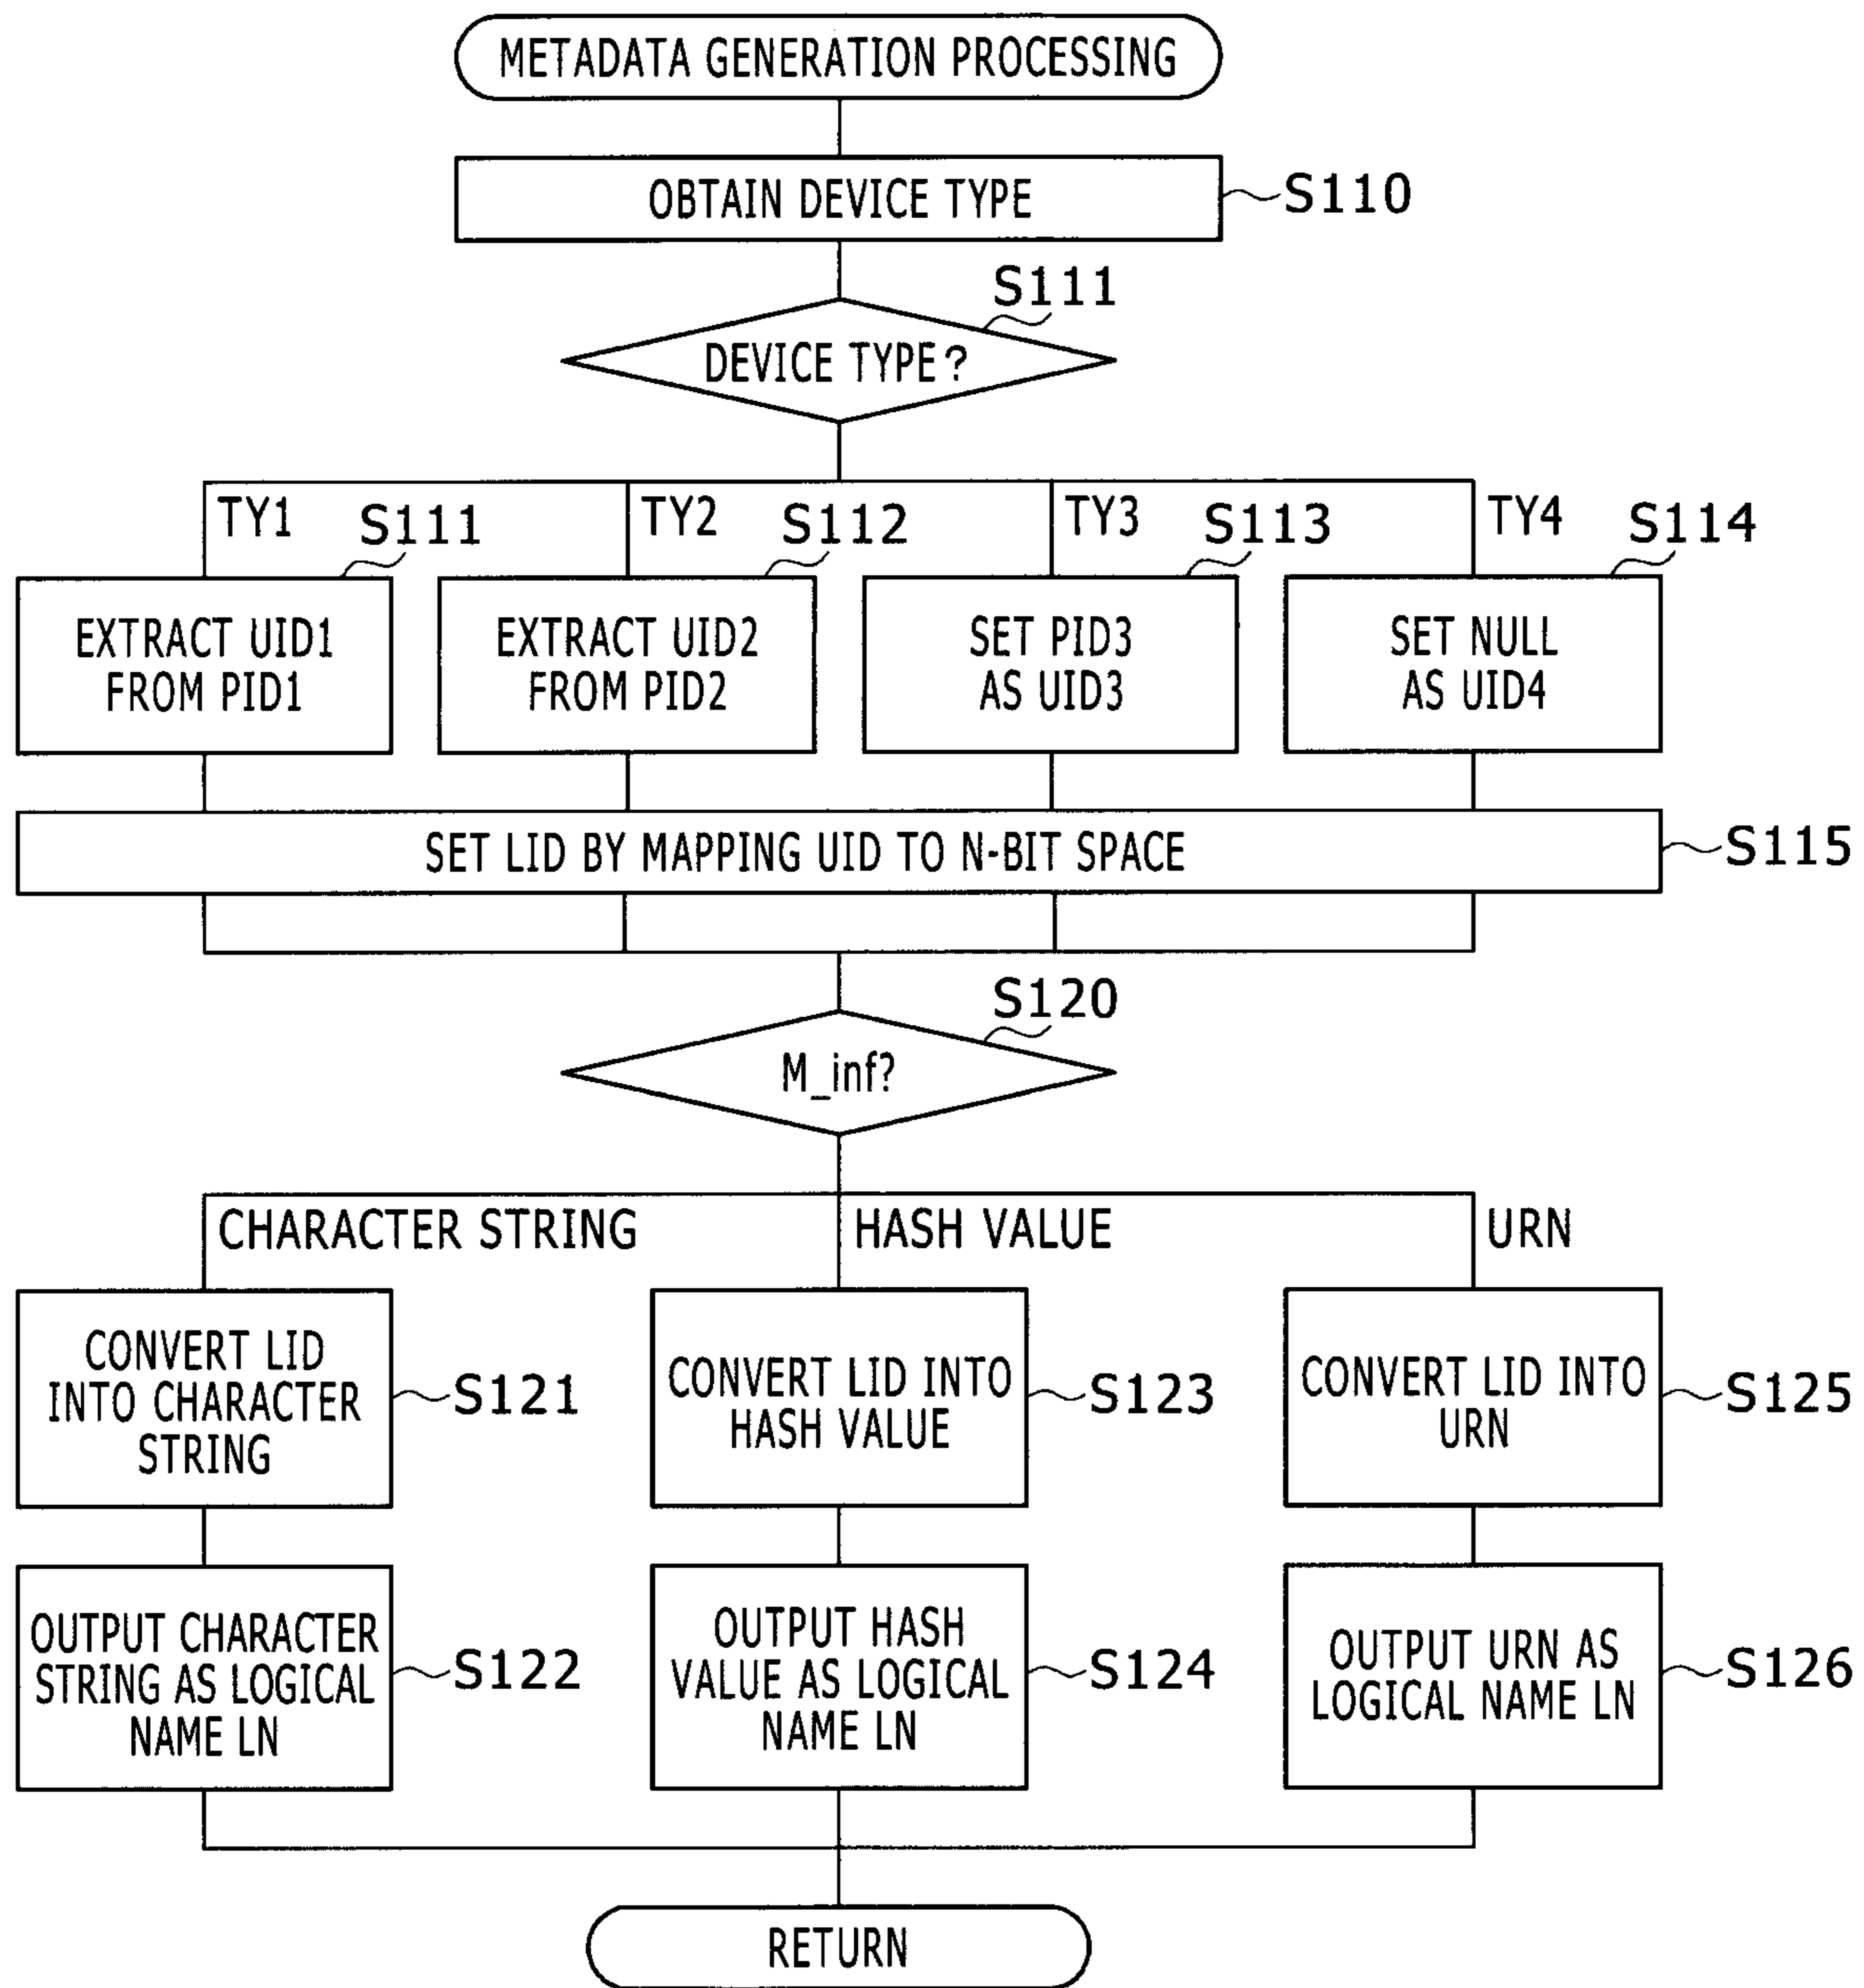 METADATA GENERATION PROCESSING
OBTAIN DEVICE TYPE
S110
S111
DEVICE TYPE?
TY1
S111
TY2
S112
TY3
S113
TY4
S114
EXTRACT UID1
FROM PID1
EXTRACT UID2
FROM PID2
SET PID3
AS UID3
SET NULL
AS UID4
SET LID BY MAPPING UID TO N-BIT SPACE
S115
S120
M_inf?
CHARACTER STRING
HASH VALUE
URN
CONVERT LID
INTO CHARACTER
STRING
S121
CONVERT LID INTO
HASH VALUE
S123
CONVERT LID INTO
URN
S125
OUTPUT CHARACTER
STRING AS LOGICAL
NAME LN
S122
OUTPUT HASH
VALUE AS LOGICAL
NAME LN
S124
OUTPUT URN AS
LOGICAL NAME LN
S126
RETURN